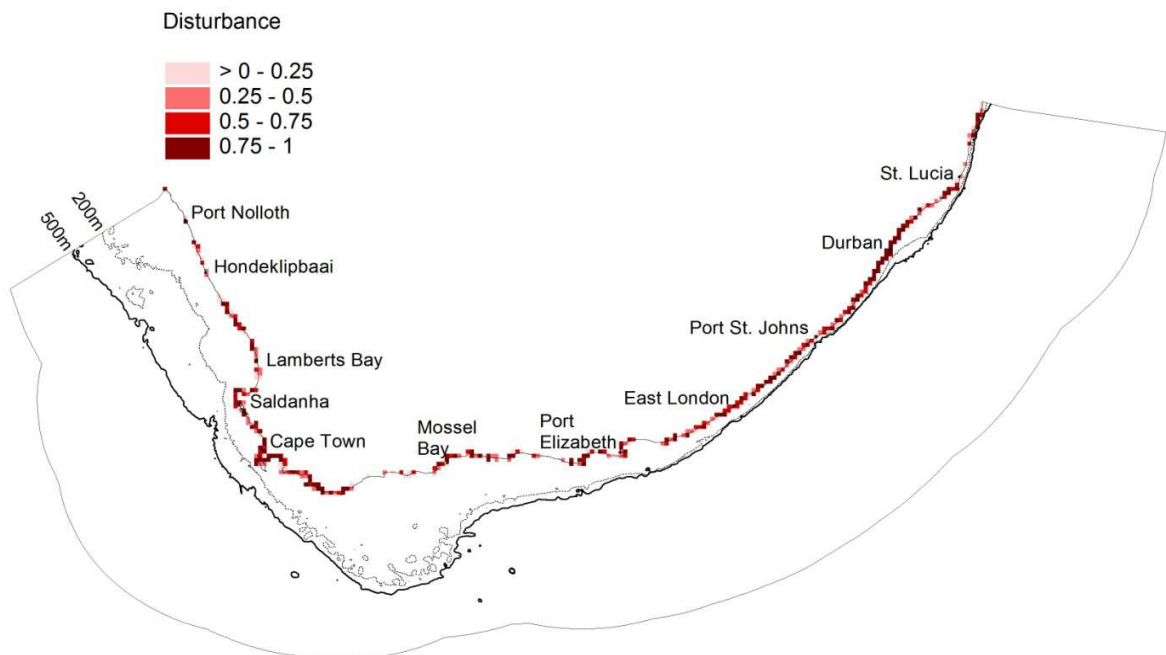 Disturbance
> 0 - 0.25
0.25 - 0.5
0.5 - 0.75
0.75 - 1
200m
500m
Port Nolloth
Hondeklipbaai
Lamberts Bay
Saldanha
Cape Town
Mossel
Bay
Port
Elizabeth
East London
Port St. Johns
Durban
St. Lucia